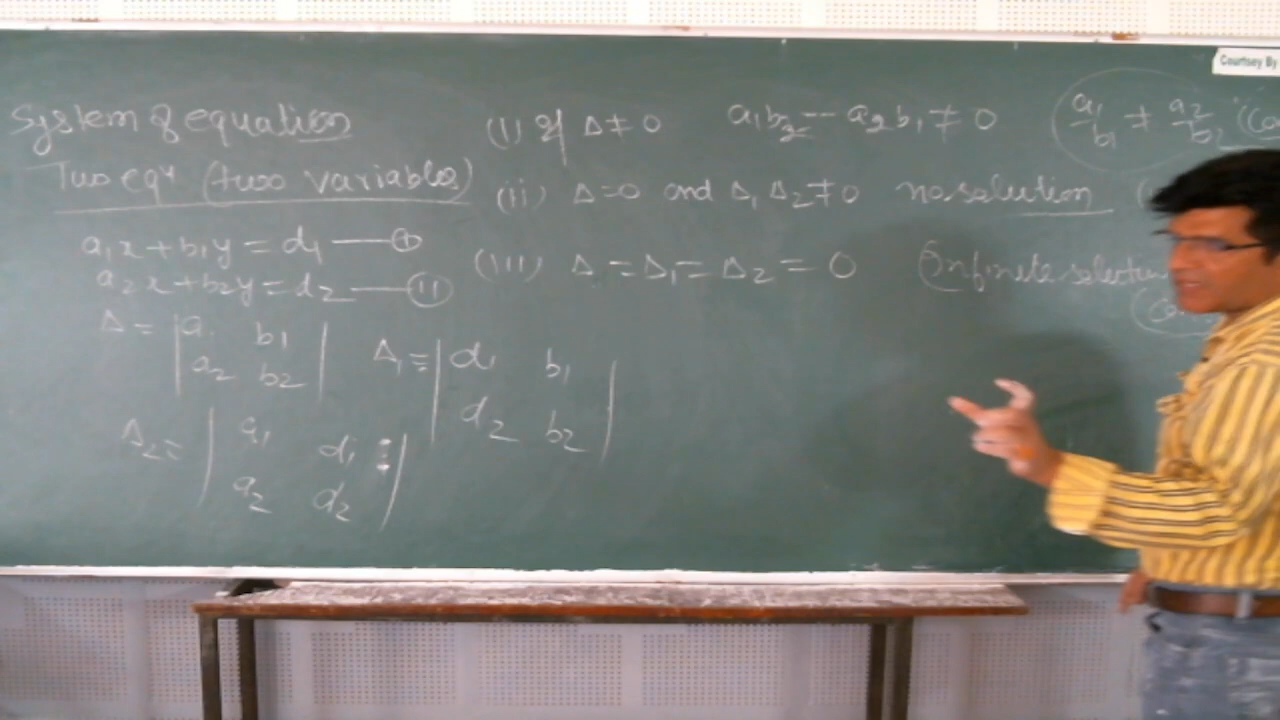 System of equation
Two eqn (two variables)
a₁x + b₁y = d₁ —— (I)
a₂x + b₂y = d₂ —— (II)
Δ = | a₁ b₁ |
| a₂ b₂ |
Δ₁ = | d₁ b₁ |
| d₂ b₂ |
Δ₂ = | a₁ d₁ |
| a₂ d₂ |
(i) If Δ ≠ 0 a₁b₂ - a₂b₁ ≠ 0 a₁/b₁ ≠ a₂/b₂
(ii) Δ = 0 and Δ₁ Δ₂ ≠ 0 no solution
(iii) Δ = Δ₁ = Δ₂ = 0 Infinite
Courtsey By